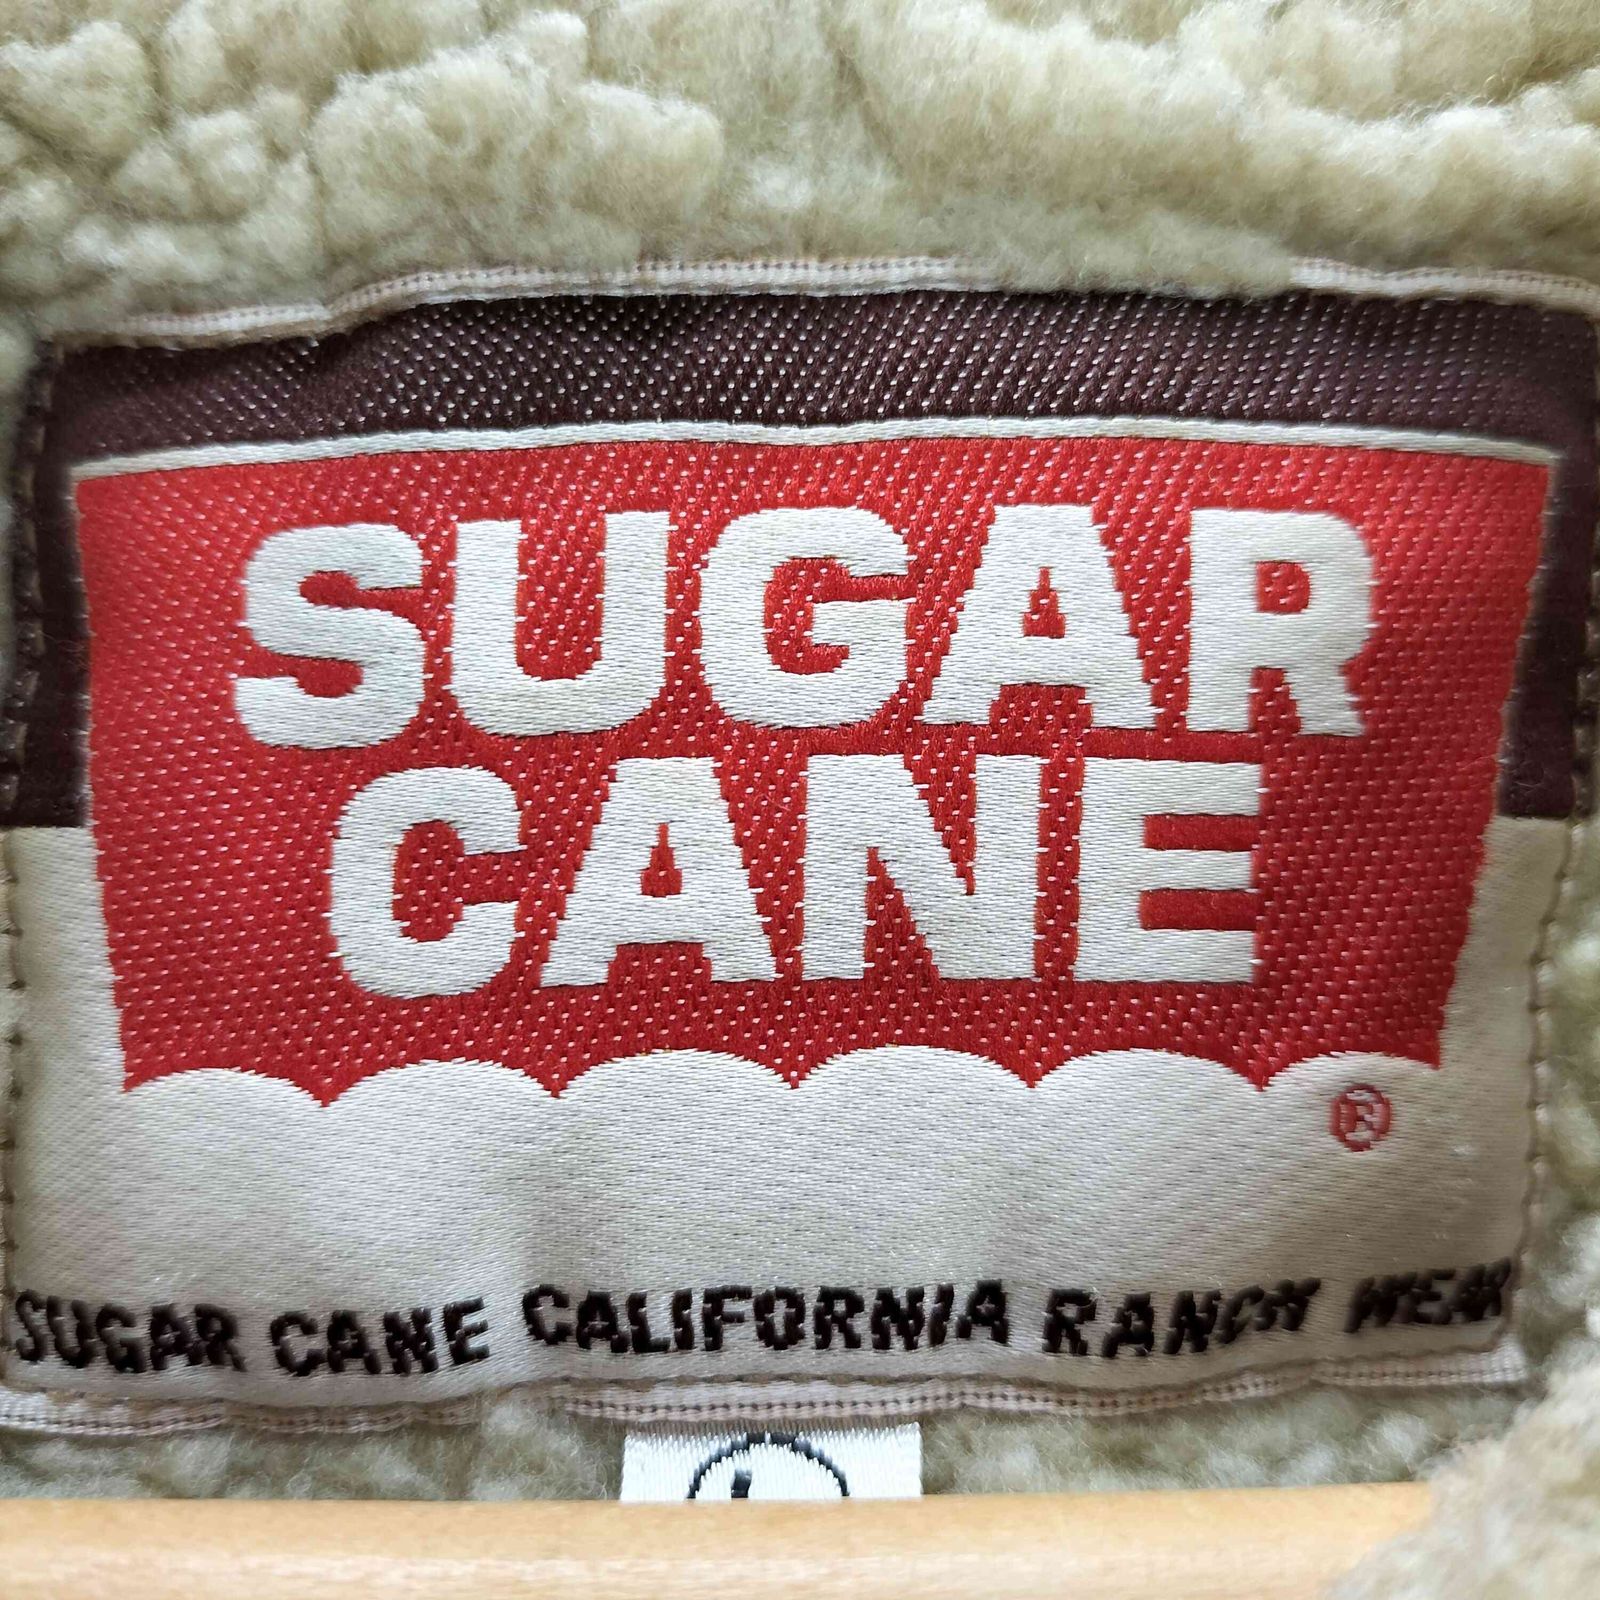 SUGAR
CANE
®
SUGAR CANE CALIFORNIA RANCH WEAR